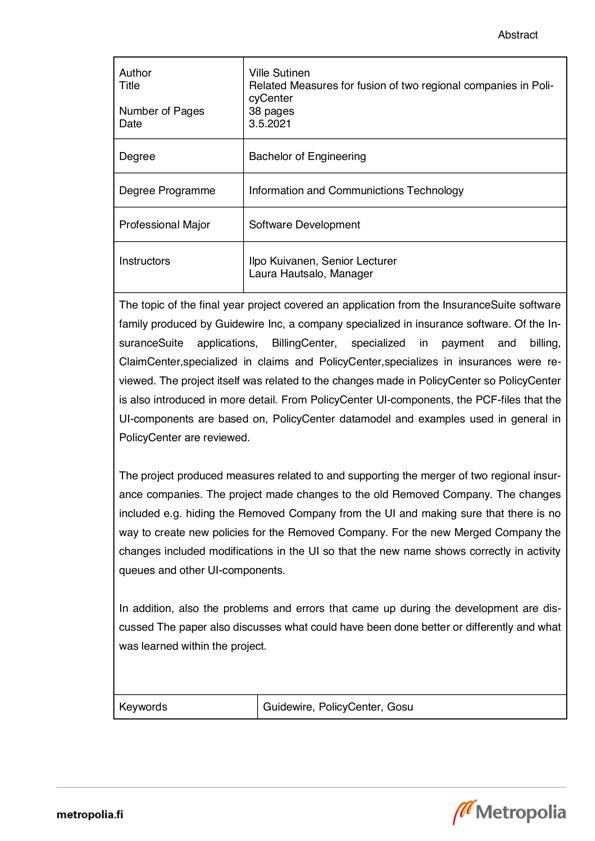 Abstract
Author Ville Sutinen
Title Related Measures for fusion of two regional companies in Poli-
cyCenter
Number of Pages 38 pages
Date 3.5.2021
Degree Bachelor of Engineering
Degree Programme Information and Communictions Technology
Professional Major Software Development
Instructors Ilpo Kuivanen, Senior Lecturer
Laura Hautsalo, Manager
The topic of the final year project covered an application from the InsuranceSuite software
family produced by Guidewire Inc, a company specialized in insurance software. Of the In-
suranceSuite applications, BillingCenter, specialized in payment and billing,
ClaimCenter,specialized in claims and PolicyCenter,specializes in insurances were re-
viewed. The project itself was related to the changes made in PolicyCenter so PolicyCenter
is also introduced in more detail. From PolicyCenter UI-components, the PCF-files that the
UI-components are based on, PolicyCenter datamodel and examples used in general in
PolicyCenter are reviewed.
The project produced measures related to and supporting the merger of two regional insur-
ance companies. The project made changes to the old Removed Company. The changes
included e.g. hiding the Removed Company from the UI and making sure that there is no
way to create new policies for the Removed Company. For the new Merged Company the
changes included modifications in the UI so that the new name shows correctly in activity
queues and other UI-components.
In addition, also the problems and errors that came up during the development are dis-
cussed The paper also discusses what could have been done better or differently and what
was learned within the project.
Keywords Guidewire, PolicyCenter, Gosu
metropolia.fi
Metropolia